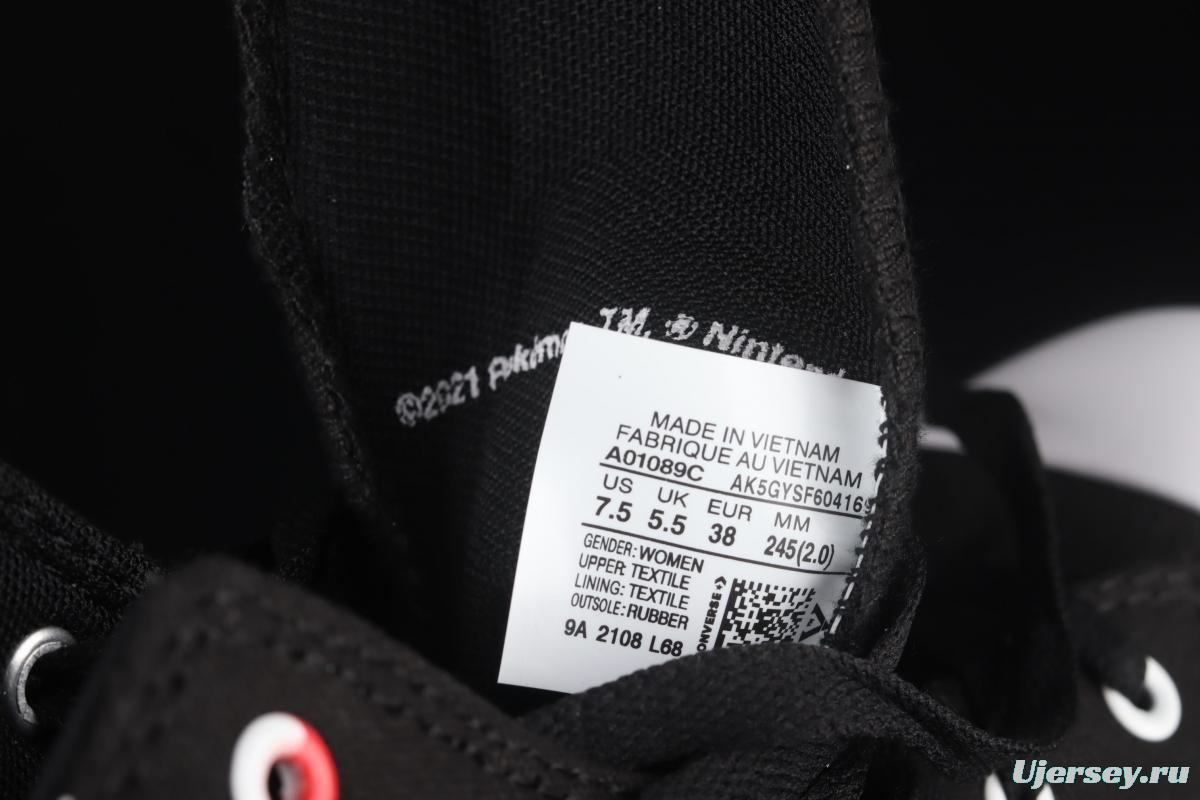 ©2021 Pokémon TM, ® Nintendo
MADE IN VIETNAM
FABRIQUE AU VIETNAM
A01089C AK5GYSF604169
US UK EUR MM
7.5 5.5 38 245(2.0)
GENDER: WOMEN
UPPER: TEXTILE
LINING: TEXTILE
OUTSOLE: RUBBER
9A 2108 L68
CONVERSE
Ujersey.ru